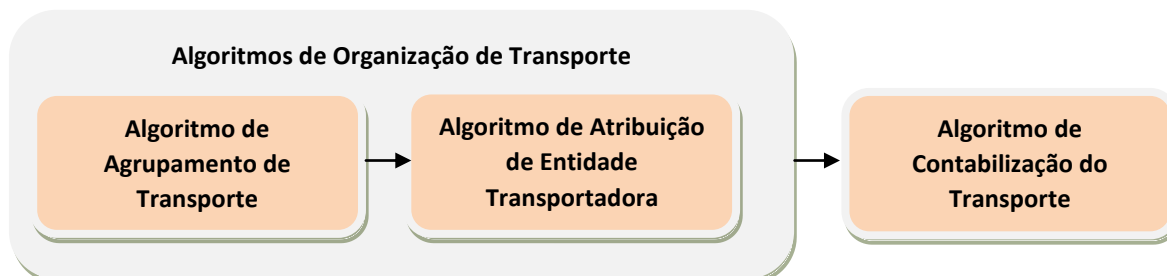 Algoritmos de Organização de Transporte
Algoritmo de
Agrupamento de
Transporte
Algoritmo de Atribuição
de Entidade
Transportadora
Algoritmo de
Contabilização do
Transporte